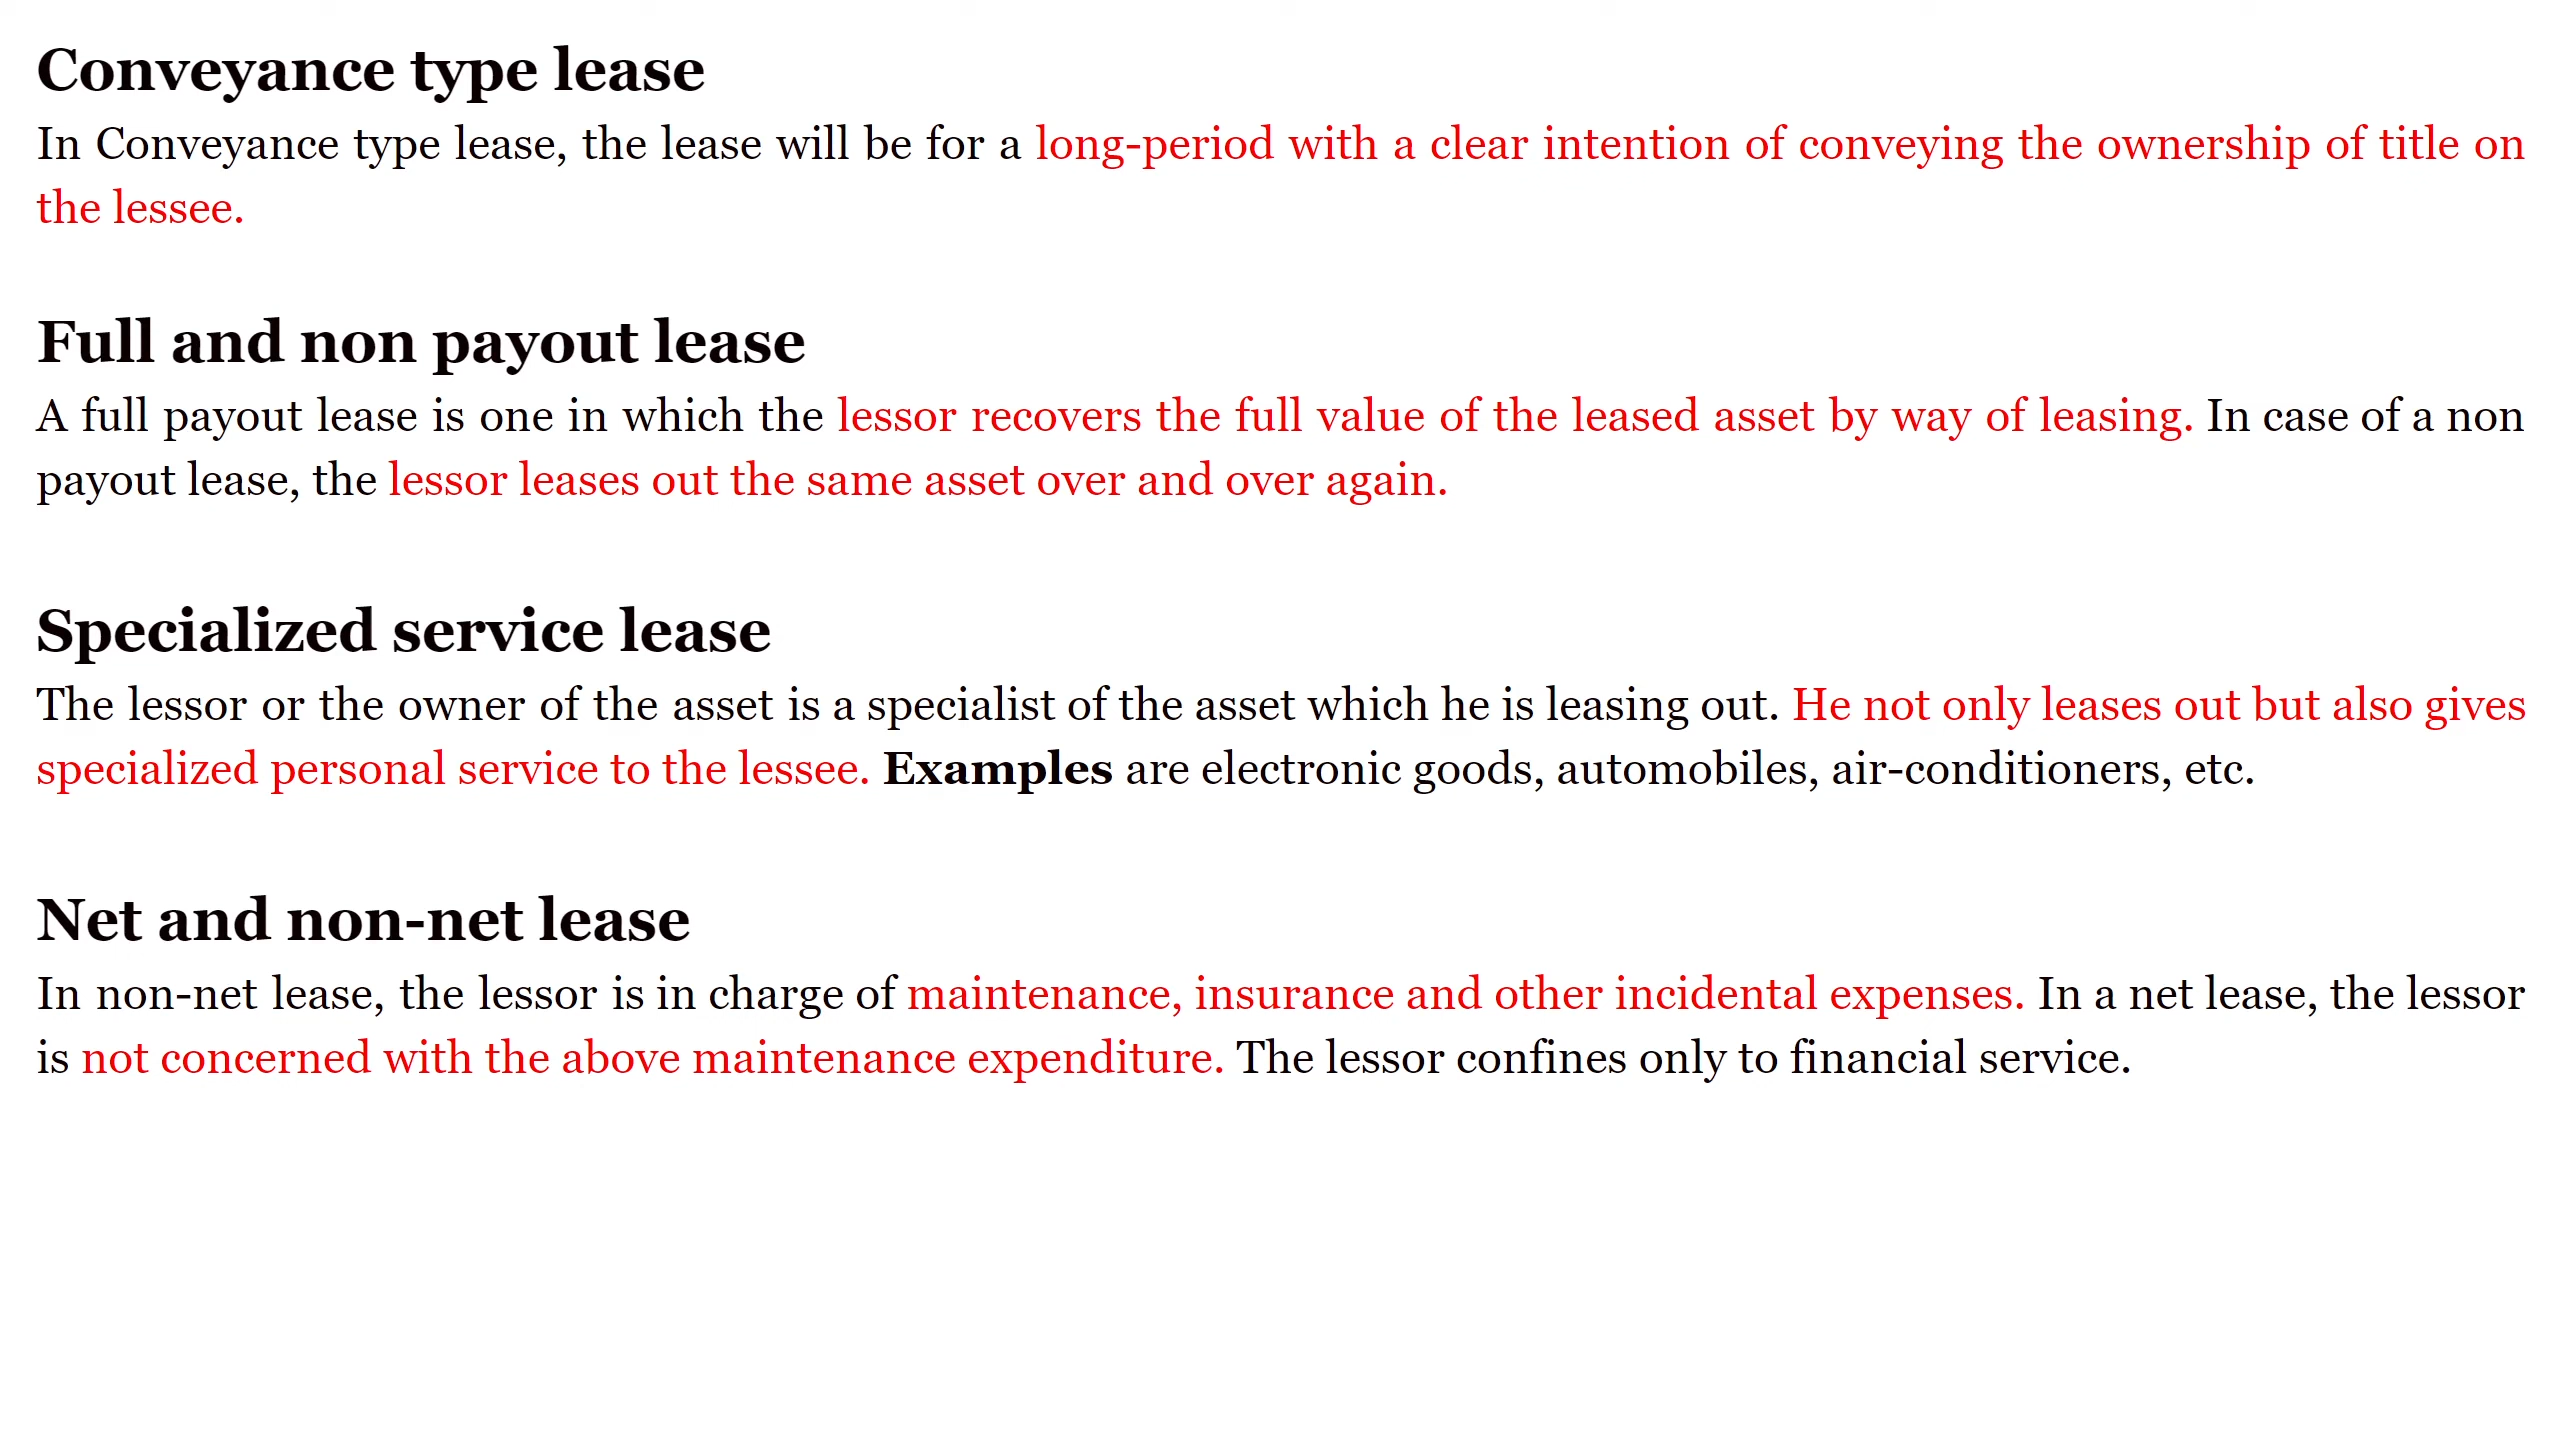 Conveyance type lease
In Conveyance type lease, the lease will be for a long-period with a clear intention of conveying the ownership of title on
the lessee.
Full and non payout lease
A full payout lease is one in which the lessor recovers the full value of the leased asset by way of leasing. In case of a non
payout lease, the lessor leases out the same asset over and over again.
Specialized service lease
The lessor or the owner of the asset is a specialist of the asset which he is leasing out. He not only leases out but also gives
specialized personal service to the lessee. Examples are electronic goods, automobiles, air-conditioners, etc.
Net and non-net lease
In non-net lease, the lessor is in charge of maintenance, insurance and other incidental expenses. In a net lease, the lessor
is not concerned with the above maintenance expenditure. The lessor confines only to financial service.